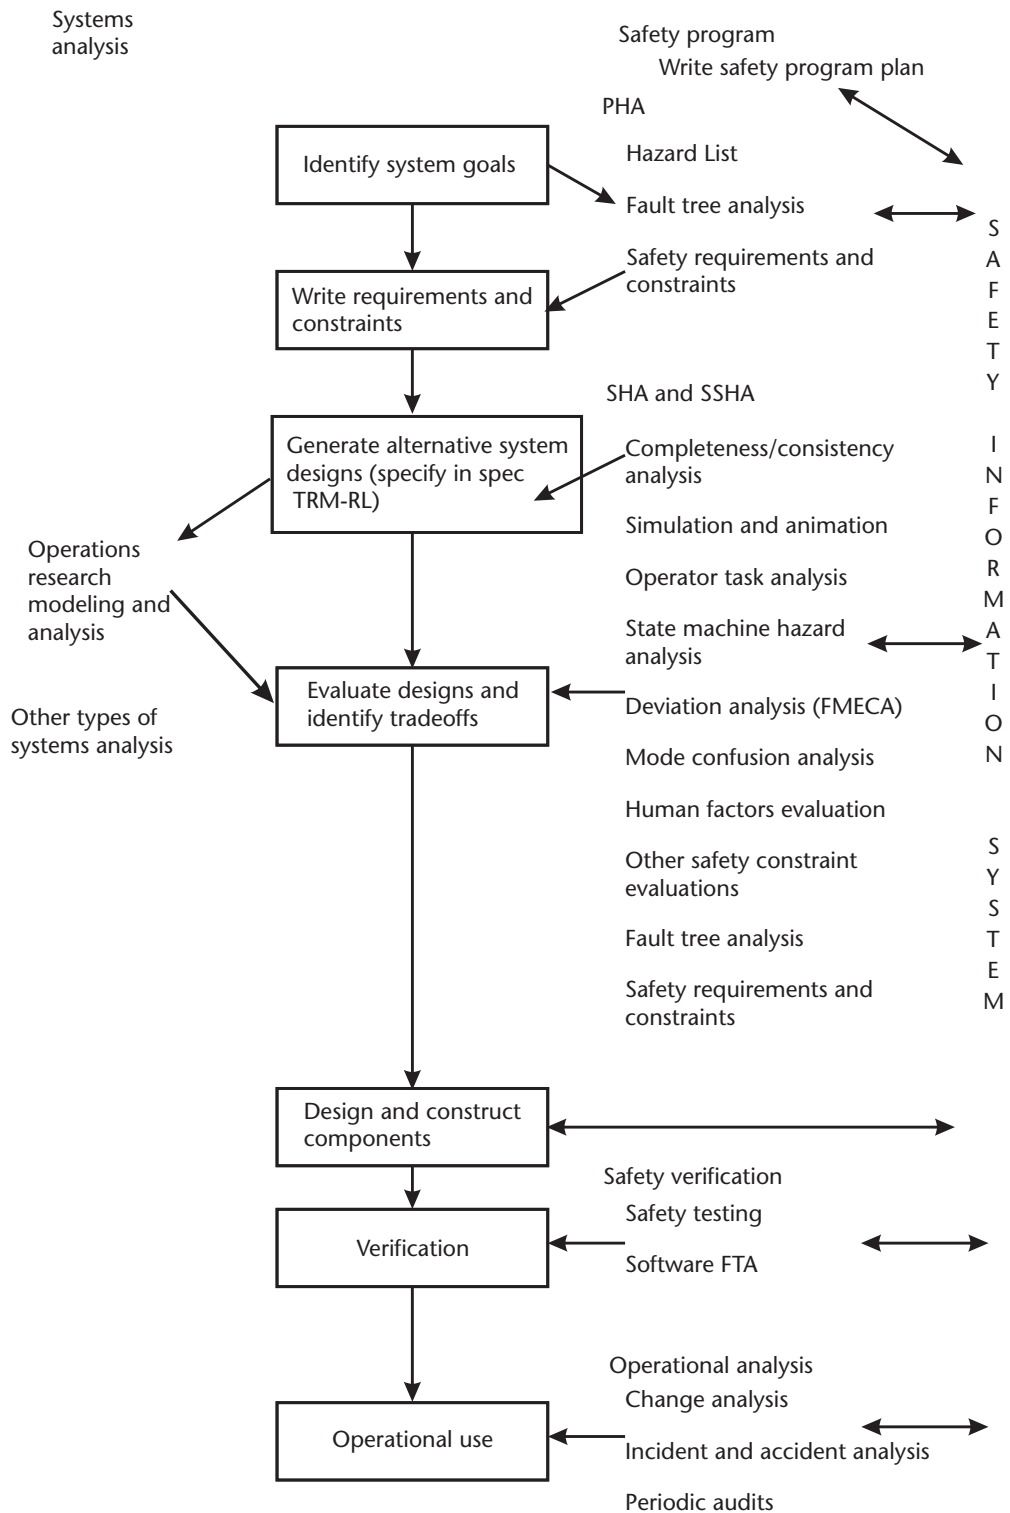 Systems
analysis
Safety program
Write safety program plan
PHA
Identify system goals
Hazard List
Fault tree analysis
Safety requirements and
constraints
Write requirements and
constraints
SHA and SSHA
Generate alternative system
designs (specify in spec
TRM-RL)
Completeness/consistency
analysis
Simulation and animation
Operator task analysis
State machine hazard
analysis
Operations
research
modeling and
analysis
Evaluate designs and
identify tradeoffs
Deviation analysis (FMECA)
Other types of
systems analysis
Mode confusion analysis
Human factors evaluation
Other safety constraint
evaluations
Fault tree analysis
Safety requirements and
constraints
SAFETY INFORMATION SYSTEM
Design and construct
components
Safety verification
Safety testing
Verification
Software FTA
Operational analysis
Change analysis
Operational use
Incident and accident analysis
Periodic audits